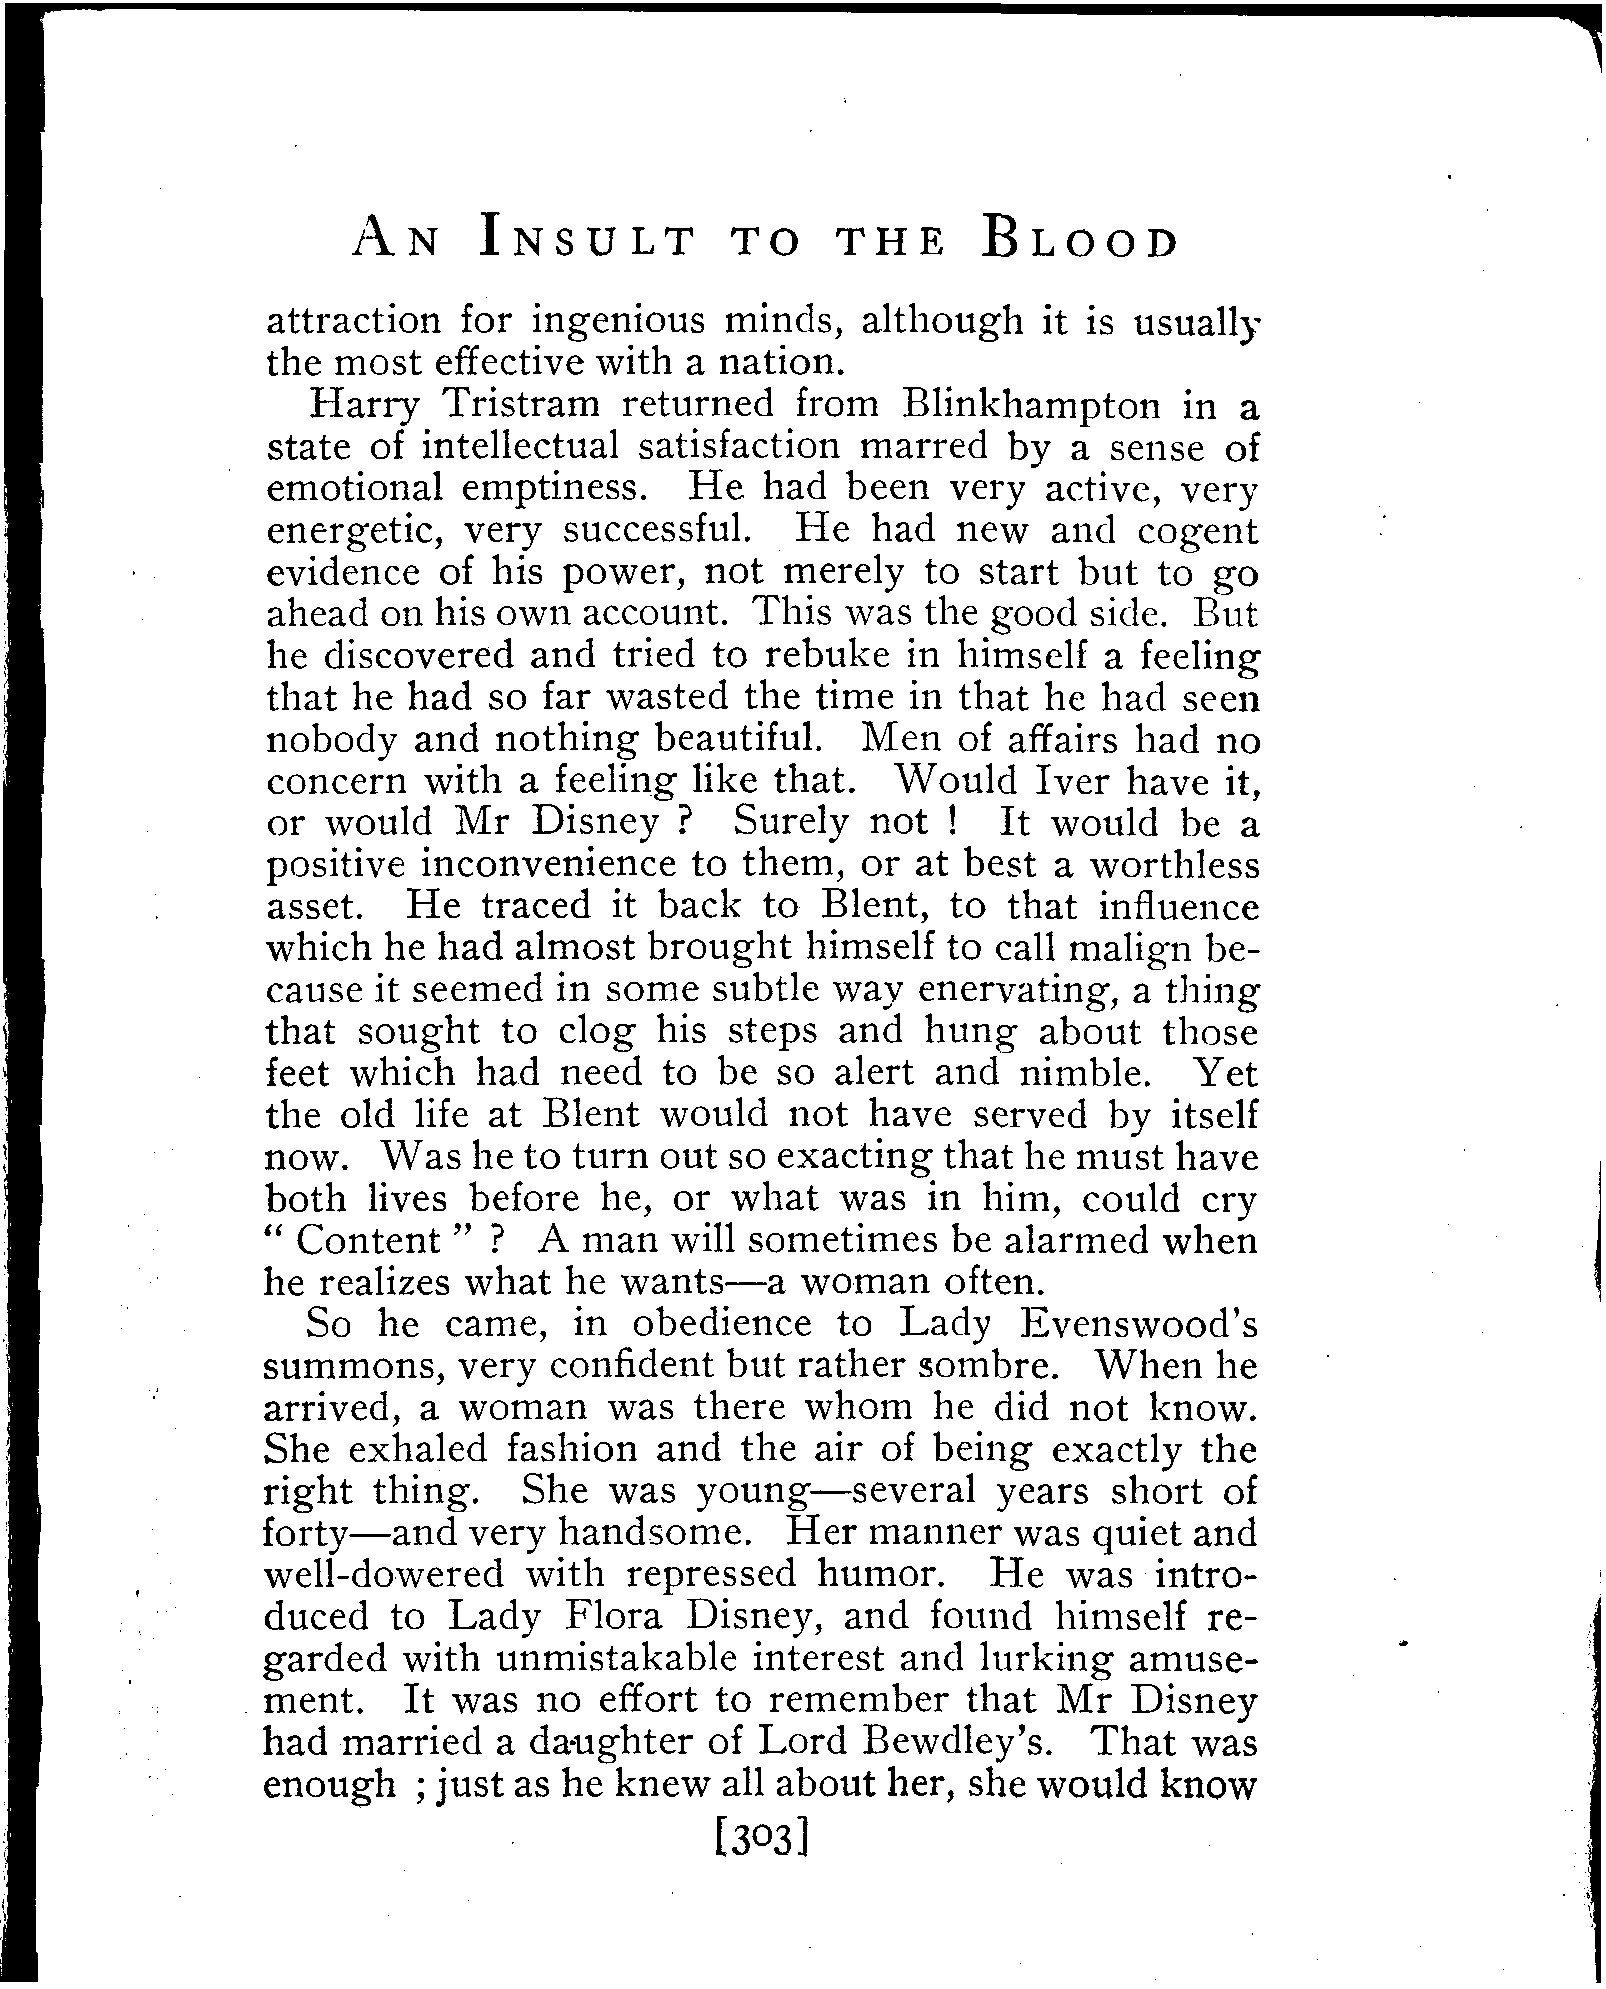 An Insult to the Blood
attraction for ingenious minds, although it is usually
the most effective with a nation.
Harry Tristram returned from Blinkhampton in a
state of intellectual satisfaction marred by a sense of
emotional emptiness. He had been very active, very
energetic, very successful. He had new and cogent
evidence of his power, not merely to start but to go
ahead on his own account. This was the good side. But
he discovered and tried to rebuke in himself a feeling
that he had so far wasted the time in that he had seen
nobody and nothing beautiful. Men of affairs had no
concern with a feeling like that. Would Iver have it,
or would Mr Disney ? Surely not ! It would be a
positive inconvenience to them, or at best a worthless
asset. He traced it back to Blent, to that influence
which he had almost brought himself to call malign be-
cause it seemed in some subtle way enervating, a thing
that sought to clog his steps and hung about those
feet which had need to be so alert and nimble. Yet
the old life at Blent would not have served by itself
now. Was he to turn out so exacting that he must have
both lives before he, or what was in him, could cry
“ Content ” ? A man will sometimes be alarmed when
he realizes what he wants—a woman often.
So he came, in obedience to Lady Evenswood's
summons, very confident but rather sombre. When he
arrived, a woman was there whom he did not know.
She exhaled fashion and the air of being exactly the
right thing. She was young—several years short of
forty—and very handsome. Her manner was quiet and
well-dowered with repressed humor. He was intro-
duced to Lady Flora Disney, and found himself re-
garded with unmistakable interest and lurking amuse-
ment. It was no effort to remember that Mr Disney
had married a daughter of Lord Bewdley's. That was
enough ; just as he knew all about her, she would know
[303]